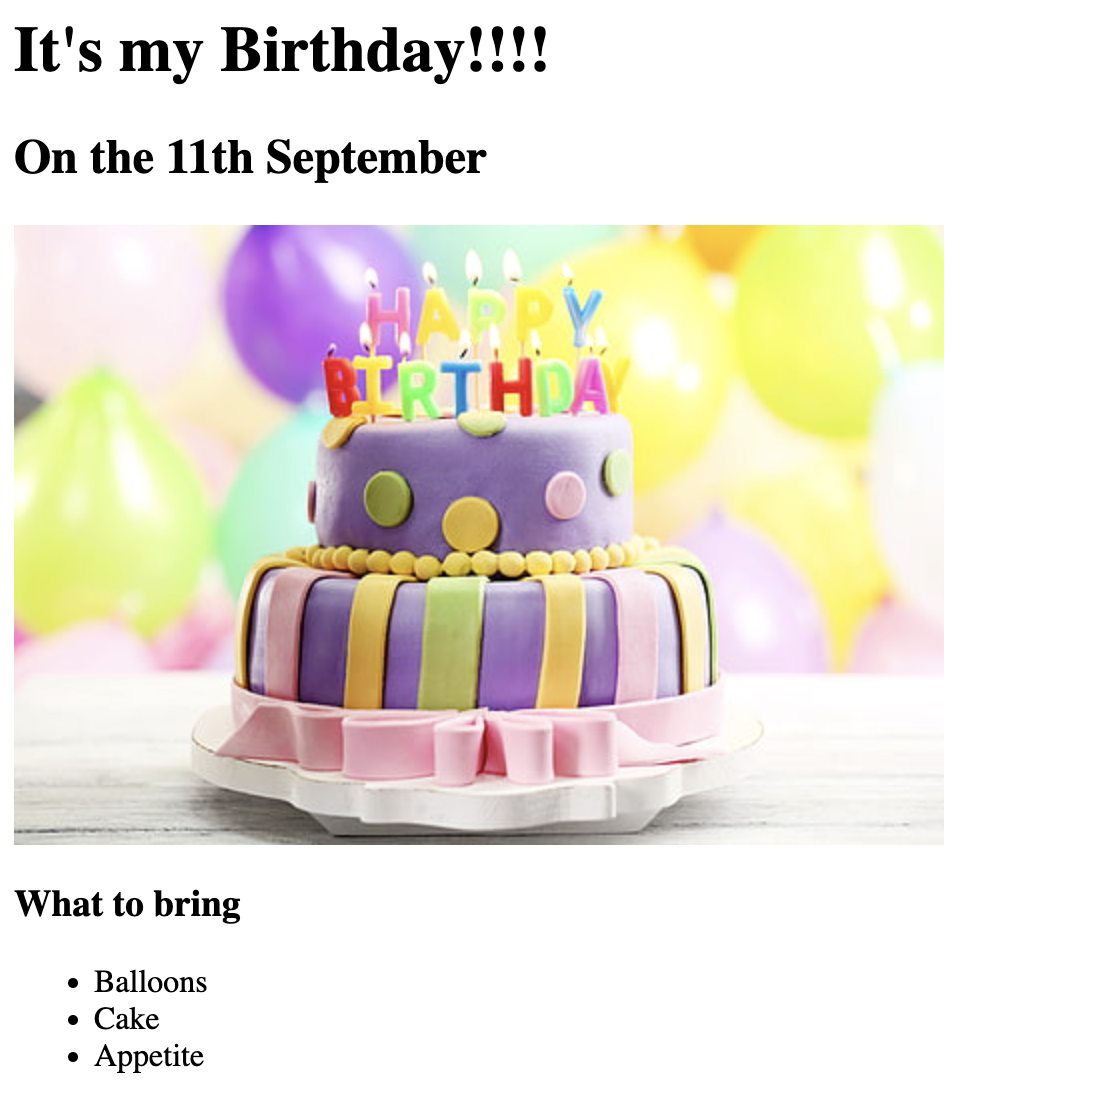 It's my Birthday!!!!
On the 11th September
HAPPY
BIRTHDAY
What to bring
Balloons
Cake
Appetite